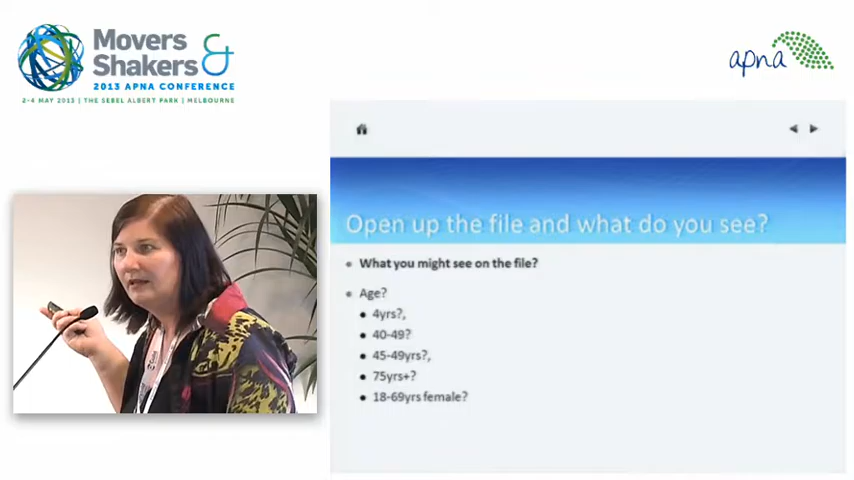 Movers
Shakers &
2013 APNA CONFERENCE
2-4 MAY 2013 | THE SEBEL ALBERT PARK | MELBOURNE
apna
Open up the file and what do you see?
What you might see on the file?
Age?
4yrs?,
40-49?
45-49yrs?,
75yrs+?
18-69yrs female?